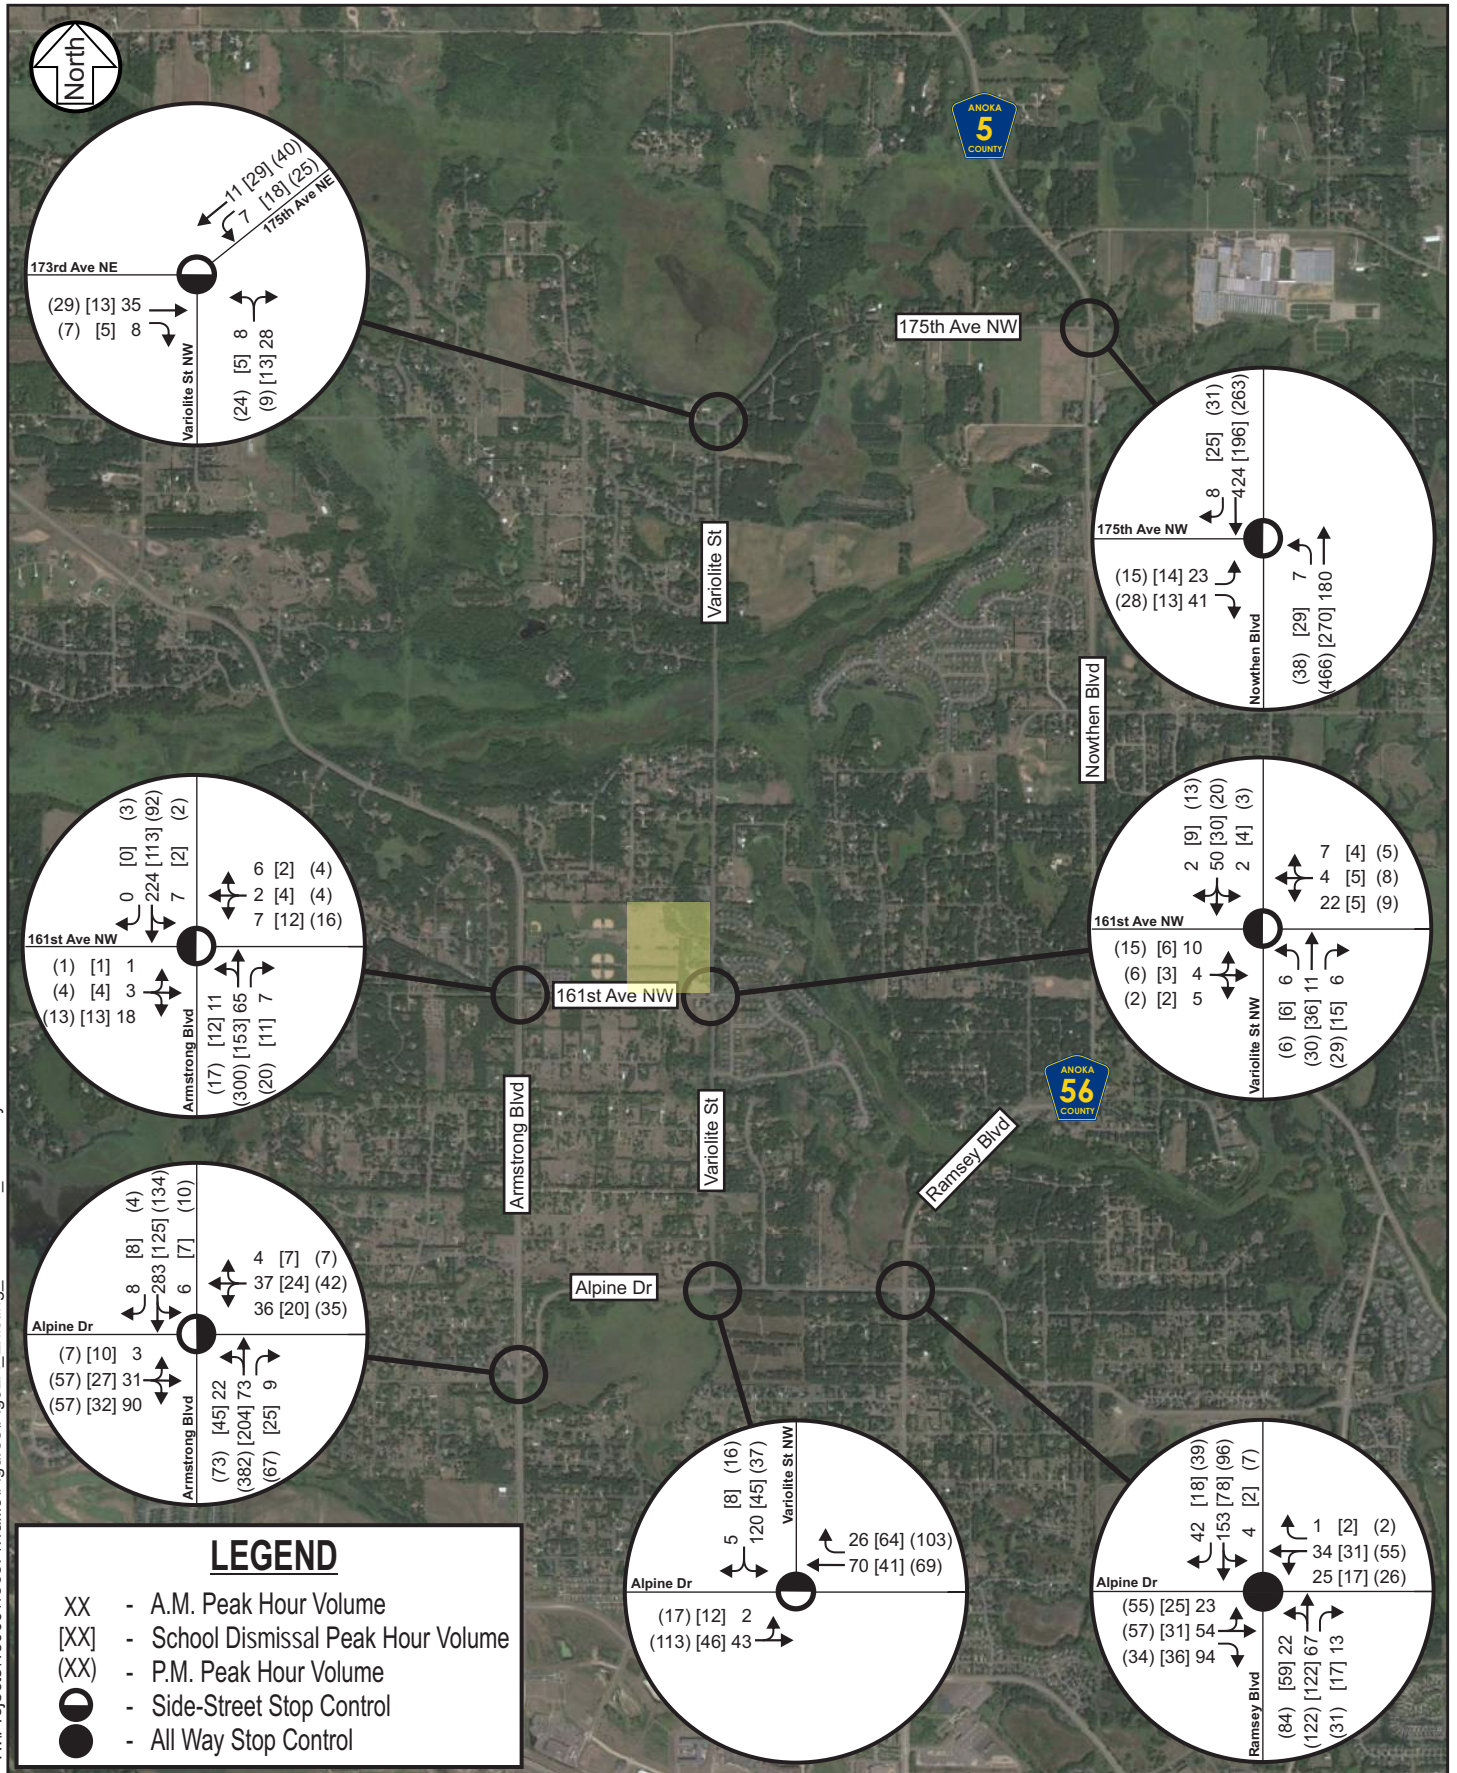 North
ANOKA
5
COUNTY
11 [29] (40)
7 [18] (25)
175th Ave NE
173rd Ave NE
(29) [13] 35
(7) [5] 8
Variolite St NW
(24) [5] 8
(9) [13] 28
175th Ave NW
8 [25] (31)
424 [196] (263)
175th Ave NW
(15) [14] 23
(28) [13] 41
Nowthen Blvd
(38) [29] 7
(466) [270] 180
Variolite St
Nowthen Blvd
0 [0] (3)
224 [113] (92)
7 [2] (2)
6 [2] (4)
2 [4] (4)
7 [12] (16)
161st Ave NW
(1) [1] 1
(4) [4] 3
(13) [13] 18
Armstrong Blvd
(17) [12] 11
(300) [153] 65
(20) [11] 7
161st Ave NW
2 [9] (13)
50 [30] (20)
2 [4] (3)
7 [4] (5)
4 [5] (8)
22 [5] (9)
161st Ave NW
(15) [6] 10
(6) [3] 4
(2) [2] 5
Variolite St NW
(6) [6] 6
(30) [36] 11
(29) [15] 6
ANOKA
56
COUNTY
Armstrong Blvd
Variolite St
Ramsey Blvd
Alpine Dr
8 [8] (4)
283 [125] (134)
6 [7] (10)
4 [7] (7)
37 [24] (42)
36 [20] (35)
Alpine Dr
(7) [10] 3
(57) [27] 31
(57) [32] 90
Armstrong Blvd
(73) [45] 22
(382) [204] 73
(67) [25] 9
5 [8] (16)
120 [45] (37)
Variolite St NW
26 [64] (103)
70 [41] (69)
Alpine Dr
(17) [12] 2
(113) [46] 43
42 [18] (39)
153 [78] (96)
4 [2] (7)
1 [2] (2)
34 [31] (55)
25 [17] (26)
Alpine Dr
(55) [25] 23
(57) [31] 54
(34) [36] 94
Ramsey Blvd
(84) [59] 22
(122) [122] 67
(31) [17] 13
LEGEND
XX - A.M. Peak Hour Volume
[XX] - School Dismissal Peak Hour Volume
(XX) - P.M. Peak Hour Volume
- Side-Street Stop Control
- All Way Stop Control